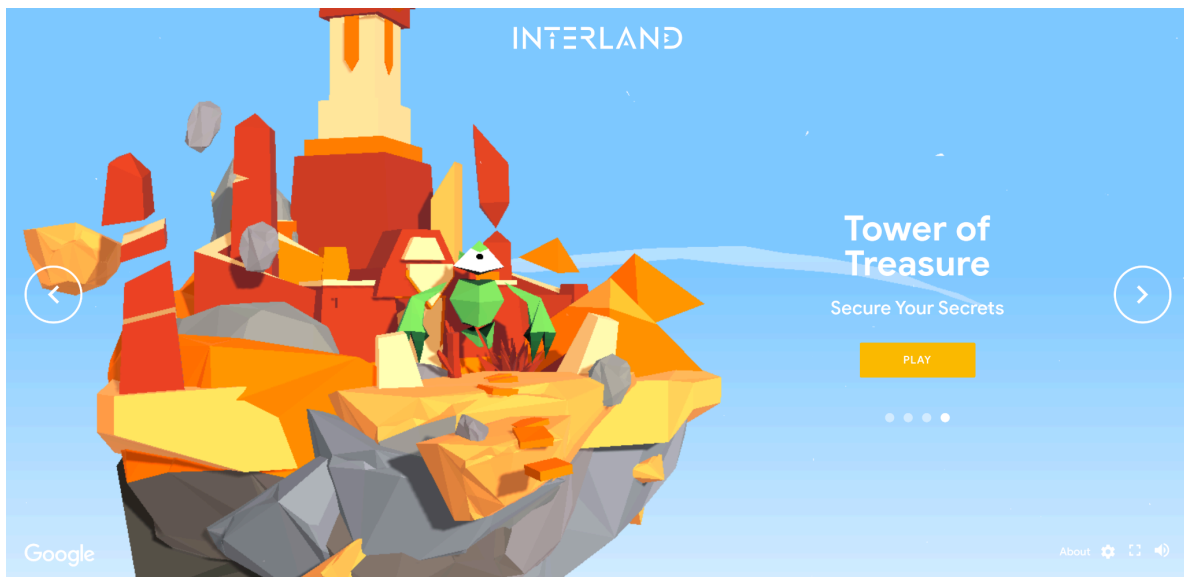 INTERLAND
Tower of
Treasure
Secure Your Secrets
PLAY
Google
About